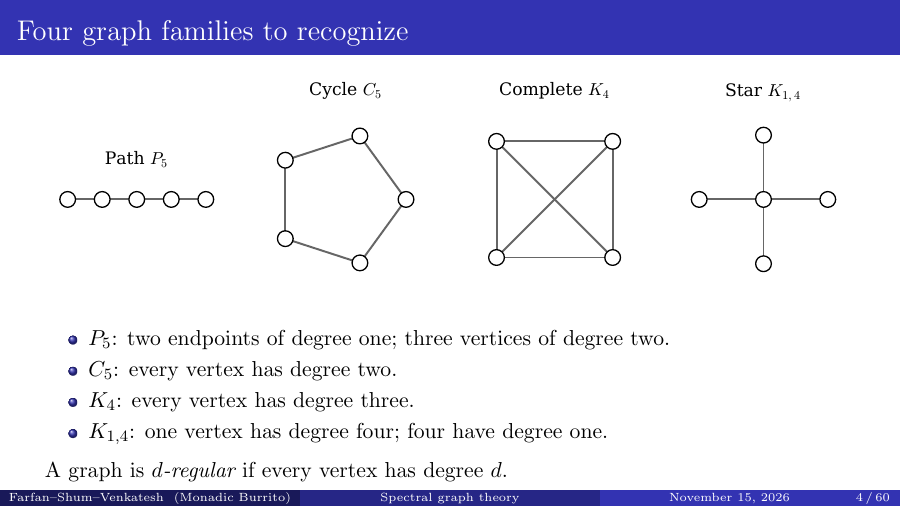 Four graph families to recognize
Path P5
Cycle C5
Complete K4
Star K1,4
P5: two endpoints of degree one; three vertices of degree two.
C5: every vertex has degree two.
K4: every vertex has degree three.
K1,4: one vertex has degree four; four have degree one.
A graph is d-regular if every vertex has degree d.
Farfan–Shum–Venkatesh (Monadic Burrito) Spectral graph theory November 15, 2026 4 / 60